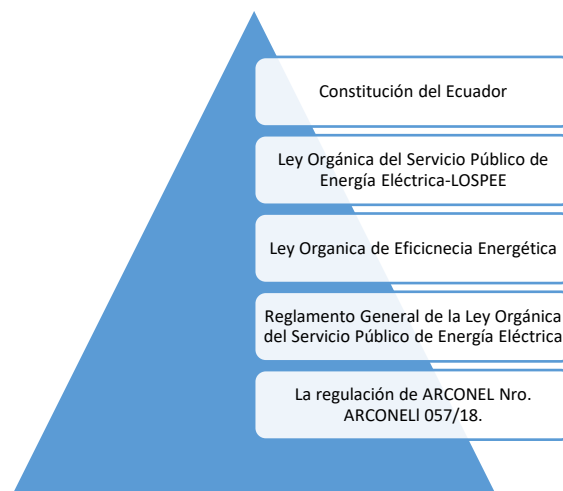 Constitución del Ecuador
Ley Orgánica del Servicio Público de
Energía Eléctrica-LOSPEE
Ley Organica de Eficicnecia Energética
Reglamento General de la Ley Orgánica
del Servicio Público de Energía Eléctrica
La regulación de ARCONEL Nro.
ARCONELl 057/18.